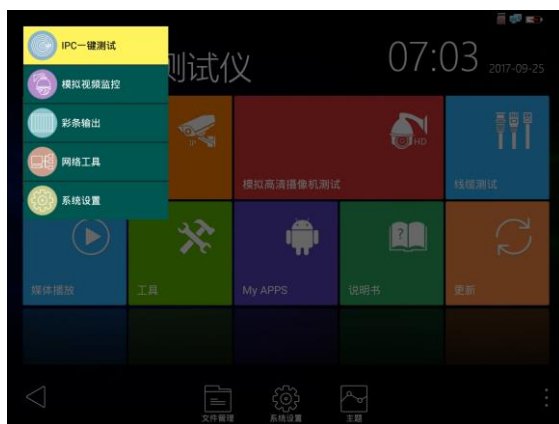 IPC一键测试
测试仪
07:03 2017-09-25
模拟视频监控
彩条输出
网络工具
系统设置
IP
HD
模拟高清摄像机测试
线缆测试
媒体播放
工具
My APPS
说明书
更新
文件管理
系统设置
主题